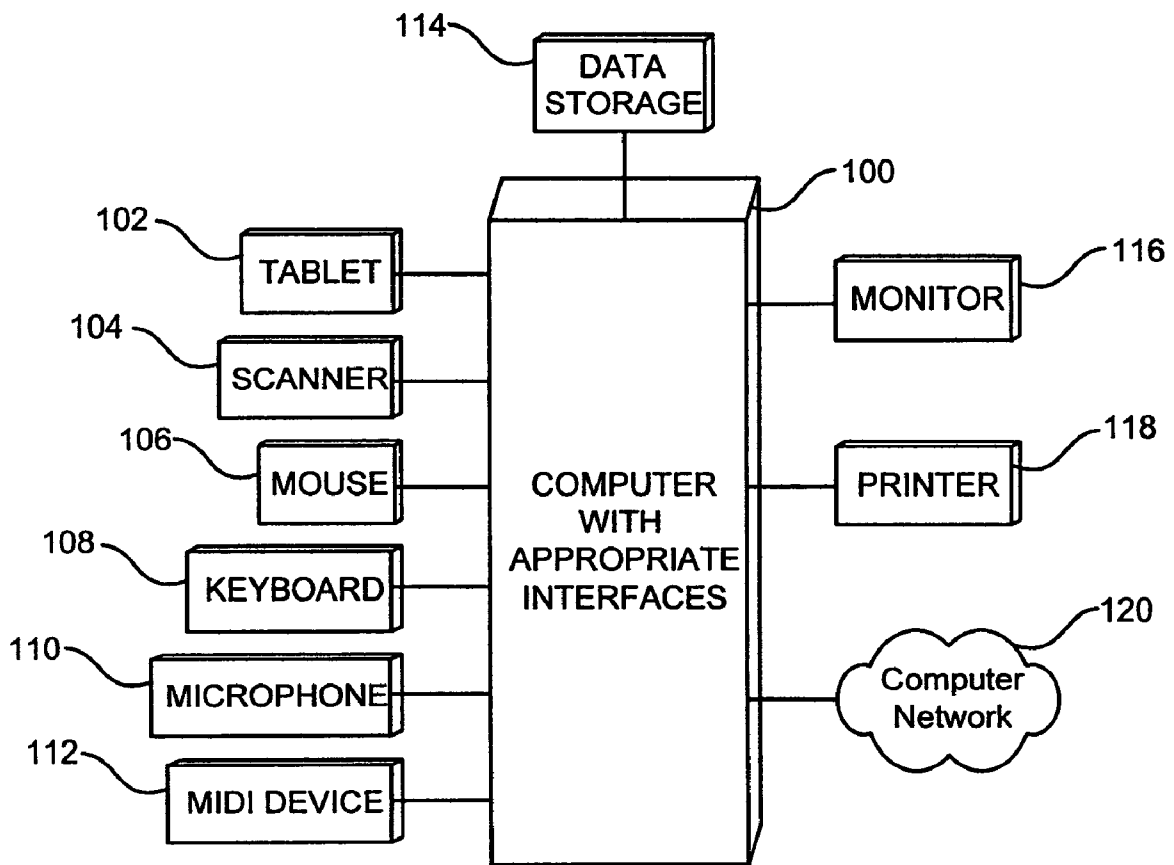 114
DATA
STORAGE
100
102
TABLET
116
MONITOR
104
SCANNER
106
MOUSE
118
PRINTER
COMPUTER
WITH
APPROPRIATE
INTERFACES
108
KEYBOARD
110
MICROPHONE
120
Computer
Network
112
MIDI DEVICE